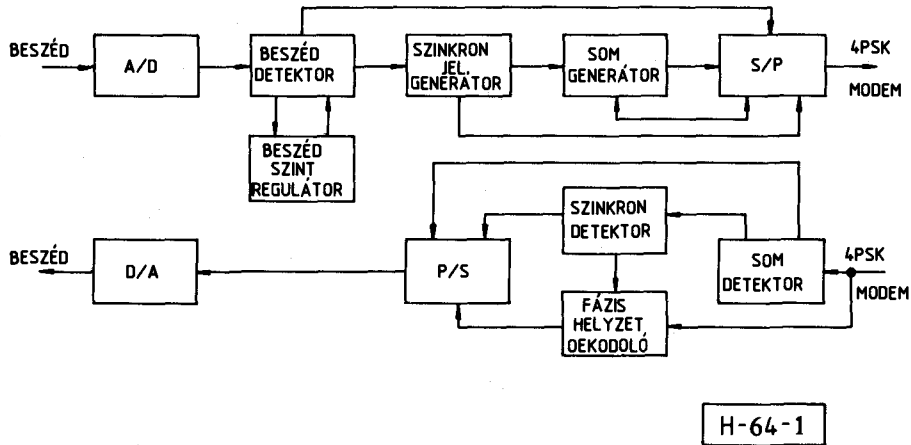 BESZÉD
A/D
BESZÉD
DETEKTOR
SZINKRON
JEL.
GENERÁTOR
SOM
GENERÁTOR
S/P
4PSK
MODEM
BESZÉD
SZINT
REGULÁTOR
BESZÉD
D/A
P/S
SZINKRON
DETEKTOR
SOM
DETEKTOR
4PSK
MODEM
FÁZIS
HELYZET
OEKODOLÓ
H-64-1